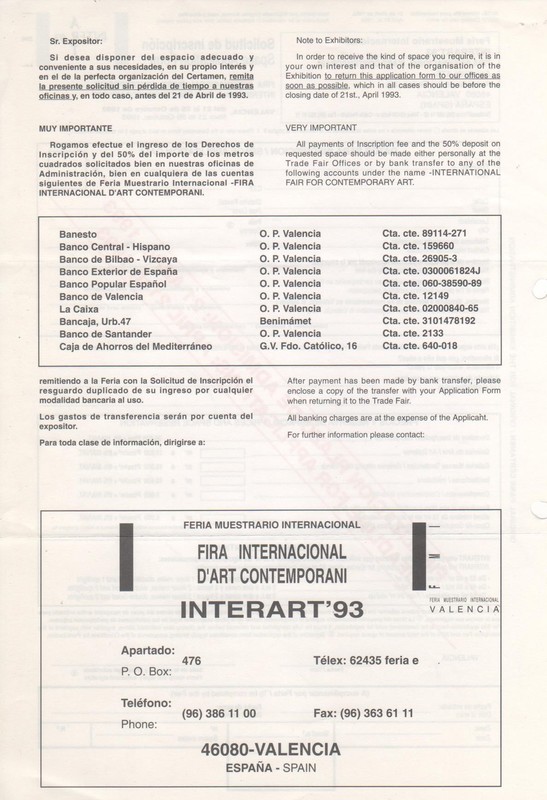 Sr. Expositor:
Si desea disponer del espacio adecuado y
conveniente a sus necesidades, en su propio interés y
en el de la perfecta organización del Certamen, remita
la presente solicitud sin pérdida de tiempo a nuestras
oficinas y, en todo caso, antes del 21 de Abril de 1993.
MUY IMPORTANTE
Rogamos efectue el ingreso de los Derechos de
Inscripción y del 50% del importe de los metros
cuadrados solicitados bien en nuestras oficinas de
Administración, bien en cualquiera de las cuentas
siguientes de Feria Muestrario Internacional -FIRA
INTERNACIONAL D'ART CONTEMPORANI.
Note to Exhibitors:
In order to receive the kind of space you require, it is in
your own interest and that of the organisation of the
Exhibition to return this application form to our offices as
soon as possible, which in all cases should be before the
closing date of 21st., April 1993.
VERY IMPORTANT
All payments of Inscription fee and the 50% deposit on
requested space should be made either personally at the
Trade Fair Offices or by bank transfer to any of the
following accounts under the name -INTERNATIONAL
FAIR FOR CONTEMPORARY ART.
Banesto O. P. Valencia Cta. cte. 89114-271
Banco Central - Hispano O. P. Valencia Cta. cte. 159660
Banco de Bilbao - Vizcaya O. P. Valencia Cta. cte. 26905-3
Banco Exterior de España O. P. Valencia Cta. cte. 0300061824J
Banco Popular Español O. P. Valencia Cta. cte. 060-38590-89
Banco de Valencia O. P. Valencia Cta. cte. 12149
La Caixa O. P. Valencia Cta. cte. 02000840-65
Bancaja, Urb.47 Benimámet Cta. cte. 3101478192
Banco de Santander O. P. Valencia Cta. cte. 2133
Caja de Ahorros del Mediterráneo G.V. Fdo. Católico, 16 Cta. cte. 640-018
remitiendo a la Feria con la Solicitud de Inscripción el
resguardo duplicado de su ingreso por cualquier
modalidad bancaria al uso.
Los gastos de transferencia serán por cuenta del
expositor.
Para toda clase de información, dirigirse a:
After payment has been made by bank transfer, please
enclose a copy of the transfer with your Application Form
when returning it to the Trade Fair.
All banking charges are at the expense of the Applicaht.
For further information please contact:
FERIA MUESTRARIO INTERNACIONAL
FIRA INTERNACIONAL
D'ART CONTEMPORANI
INTERART'93
FERIA MUESTRARIO INTERNACIONAL
VALENCIA
Apartado:
P. O. Box:
476
Télex: 62435 feria e
Teléfono:
Phone:
(96) 386 11 00
Fax: (96) 363 61 11
46080-VALENCIA
ESPAÑA - SPAIN